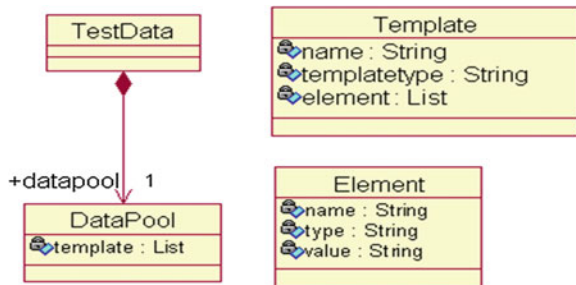 TestData
+datapool 1
DataPool
template : List
Template
name : String
templatetype : String
element : List
Element
name : String
type : String
value : String